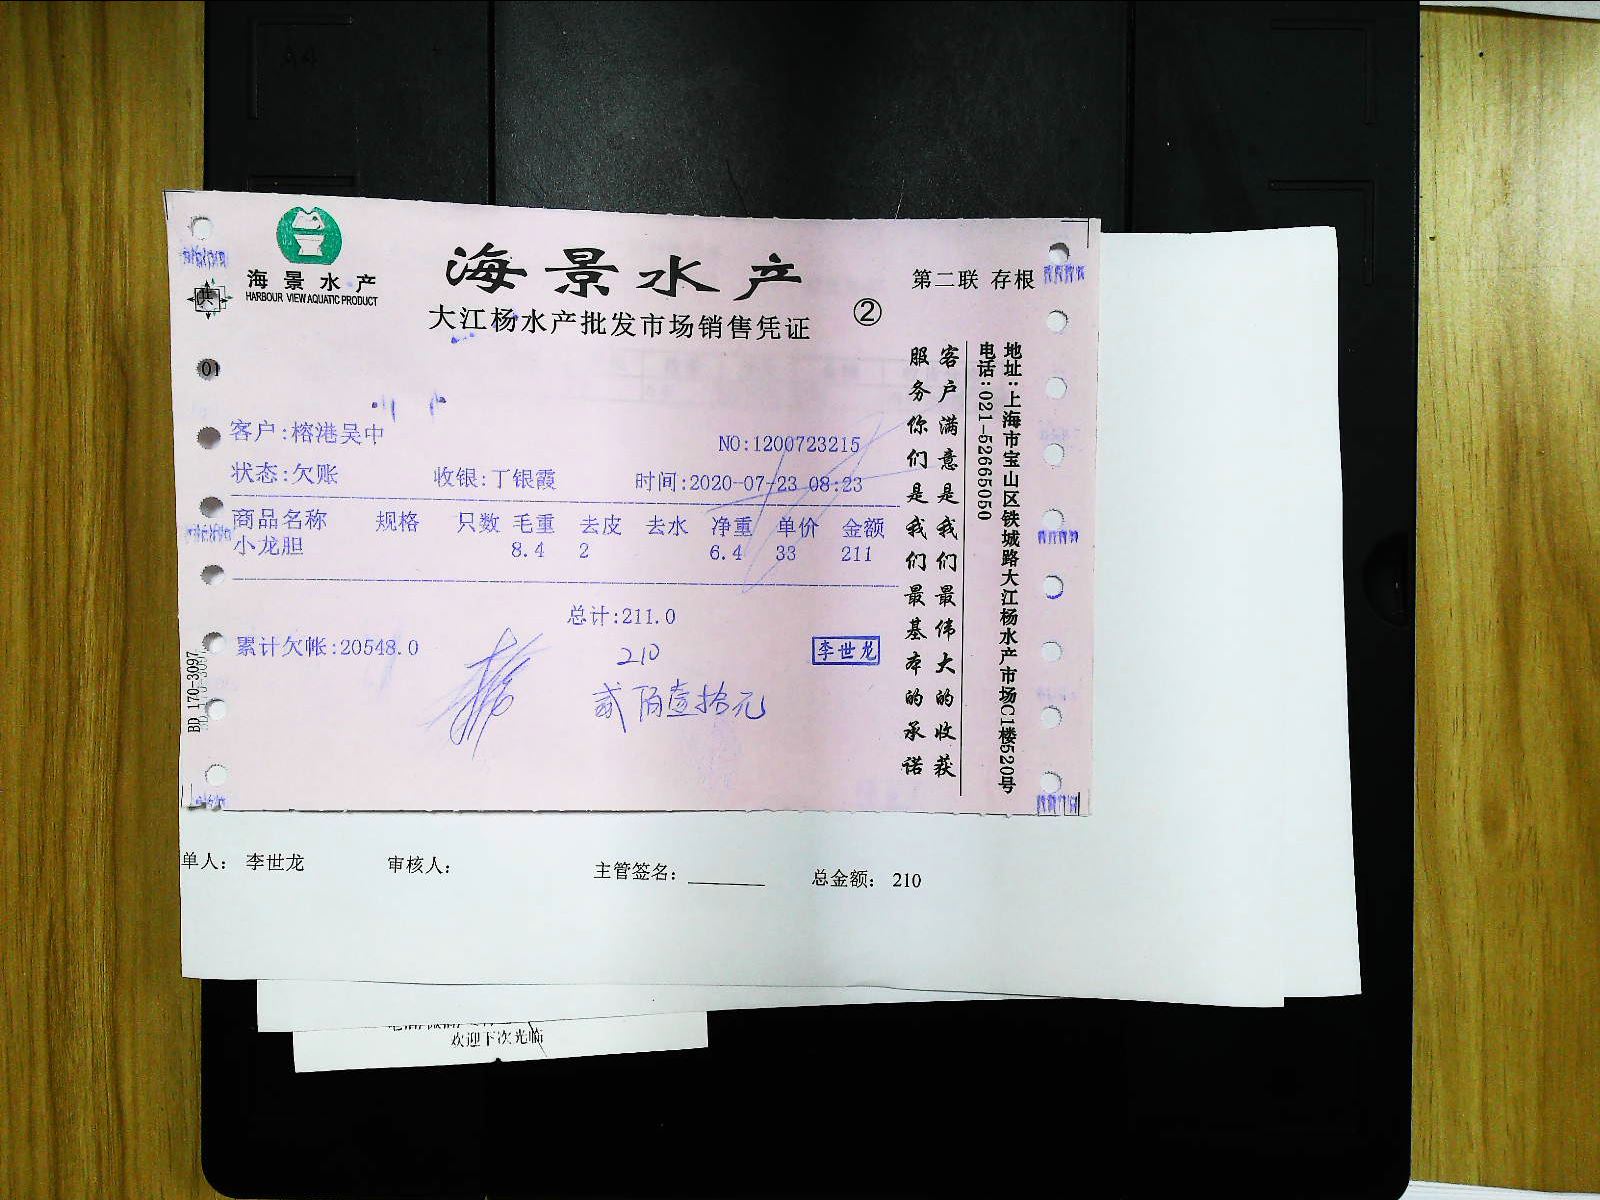 海景水产
HARBOUR VIEW AQUATIC PRODUCT
海景水产
大江杨水产批发市场销售凭证
②
第二联 存根
客户:榕港吴中
NO:1200723215
状态:欠账 收银:丁银霞 时间:2020-07-23 08:23
商品名称 规格 只数 毛重 去皮 去水 净重 单价 金额
小龙胆 8.4 2 6.4 33 211
总计:211.0
累计欠帐:20548.0
210
李世龙
贰佰壹拾元
客户满意是我们最伟大的收获
服务你们是我们最基本的承诺
地址:上海市宝山区铁城路大江杨水产市场C1楼520号
电话:021-52665050
01
BD 170-3097
单人: 李世龙 审核人: 主管签名: 总金额: 210
欢迎下次光临
A4